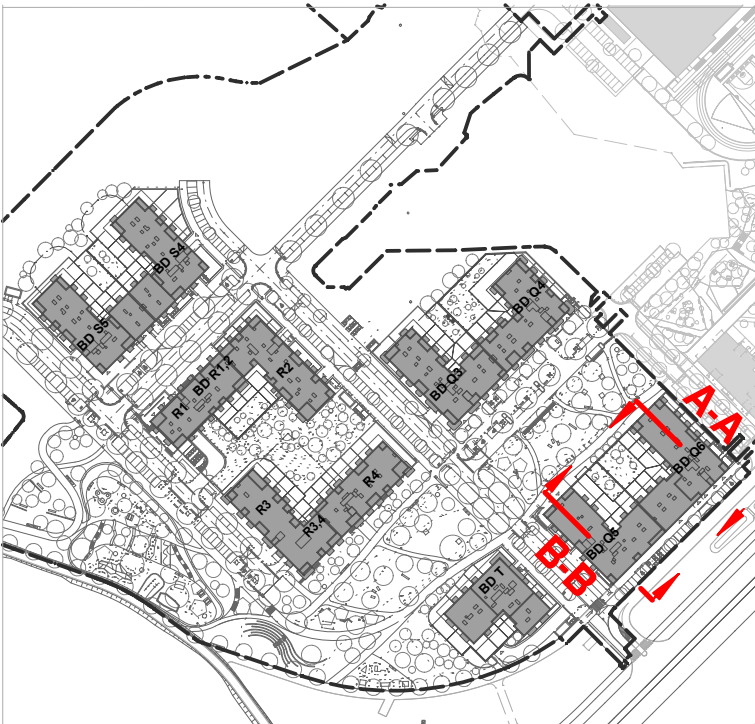 BD S4
BD S5
BD Q4
BD R1,2
R2
R1
BD Q3
A-A
BD Q6
R4
R3
R3,4
BD Q5
B-B
BD T